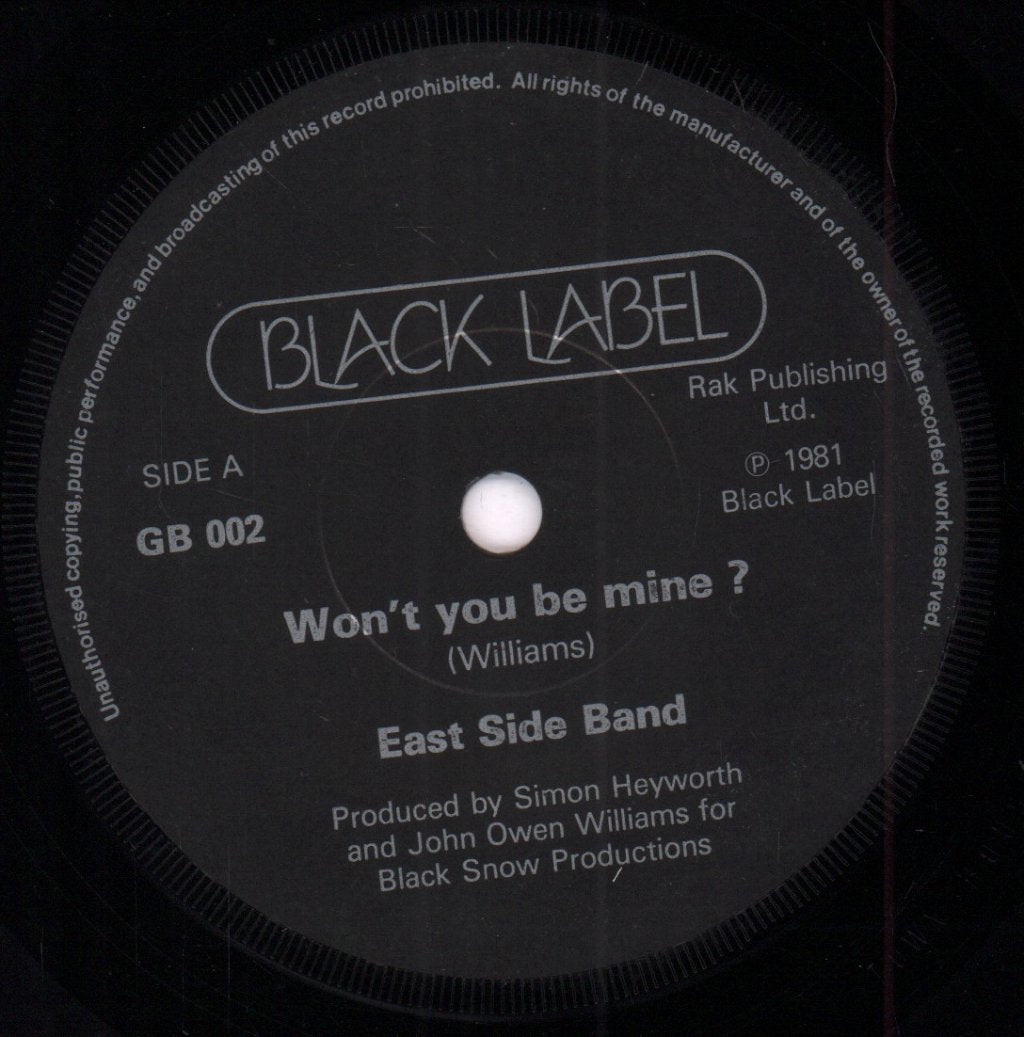 Unauthorised copying, public performance, and broadcasting of this record prohibited. All rights of the manufacturer and of the owner of the recorded work reserved.
BLACK LABEL
Rak Publishing
Ltd.
SIDE A
℗ 1981
Black Label
GB 002
Won't you be mine ?
(Williams)
East Side Band
Produced by Simon Heyworth
and John Owen Williams for
Black Snow Productions